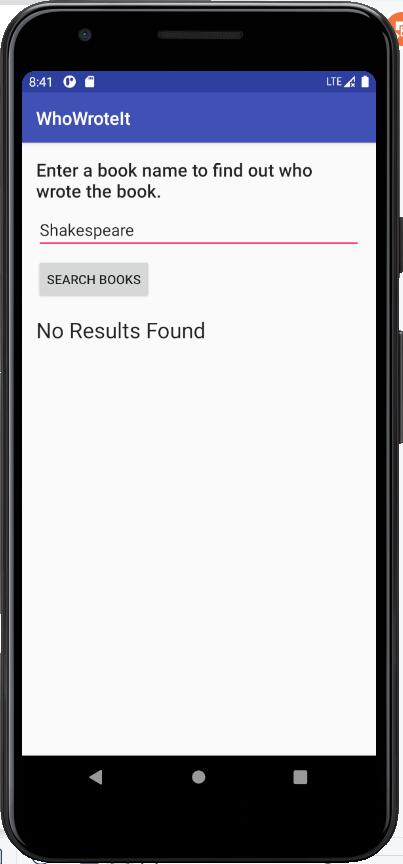 8:41 LTE
WhoWroteIt
Enter a book name to find out who
wrote the book.
Shakespeare
SEARCH BOOKS
No Results Found